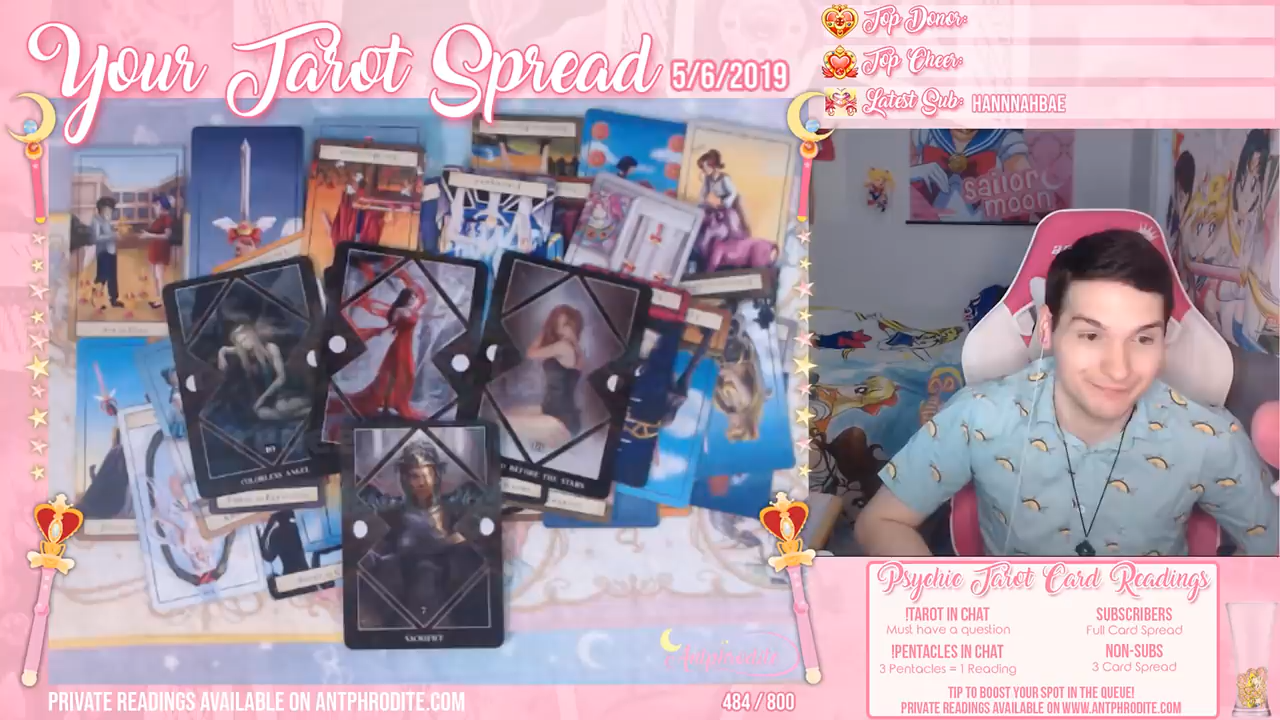 Your Tarot Spread 5/6/2019
Top Donor:
Top Cheer:
Latest Sub: HANNNAHBAE
sailor
moon
10
COLORLESS ANGEL
BEFORE THE STARS
7
SACRIFICE
Antphrodite
PRIVATE READINGS AVAILABLE ON ANTPHRODITE.COM
484 / 800
Psychic Tarot Card Readings
!TAROT IN CHAT
Must have a question
!PENTACLES IN CHAT
3 Pentacles = 1 Reading
SUBSCRIBERS
Full Card Spread
NON-SUBS
3 Card Spread
TIP TO BOOST YOUR SPOT IN THE QUEUE!
PRIVATE READINGS AVAILABLE ON WWW.ANTPHRODITE.COM